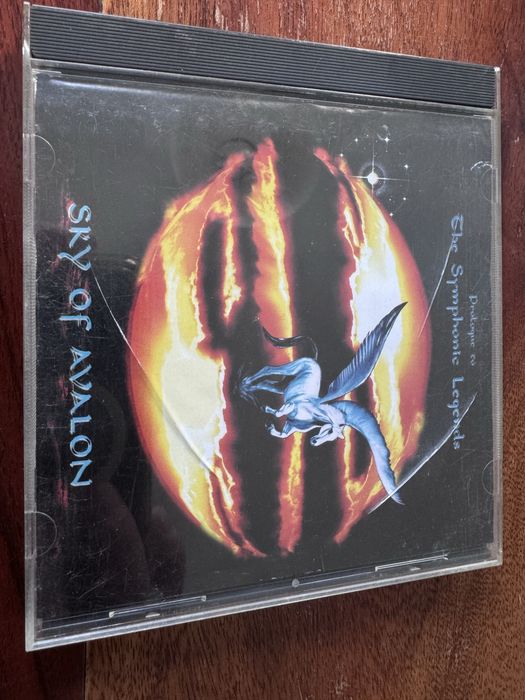 Prologue to
The Symphonic Legends
SKY OF AVALON